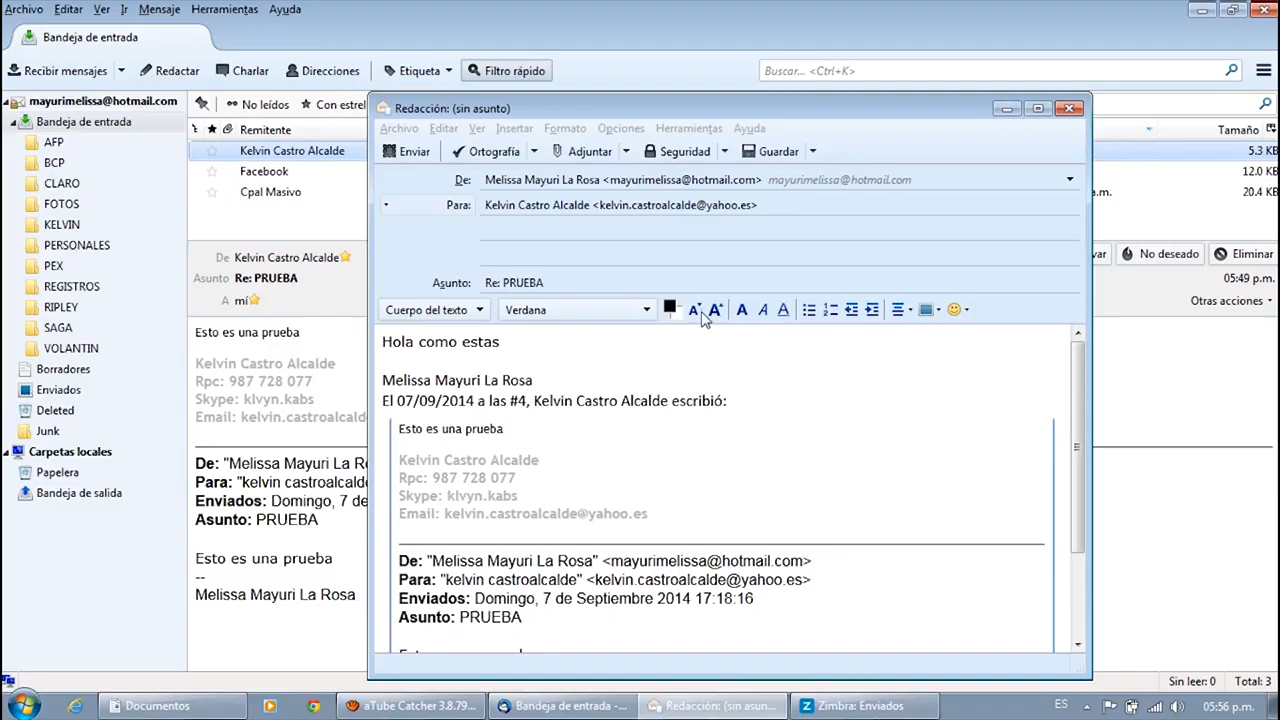 Archivo Editar Ver Ir Mensaje Herramientas Ayuda
Bandeja de entrada
Recibir mensajes Redactar Charlar Direcciones Etiqueta Filtro rápido Buscar... <Ctrl+K>
mayurimelissa@hotmail.com
Bandeja de entrada
AFP
BCP
CLARO
FOTOS
KELVIN
PERSONALES
PEX
REGISTROS
RIPLEY
SAGA
VOLANTIN
Borradores
Enviados
Deleted
Junk
Carpetas locales
Papelera
Bandeja de salida
No leídos Con estrel
Remitente Tamaño
Kelvin Castro Alcalde 5.3 KB
Facebook 12.0 KB
Cpal Masivo a.m. 20.4 KB
var No deseado Eliminar
De Kelvin Castro Alcalde
Asunto Re: PRUEBA 05:49 p.m.
A mí Otras acciones
Esto es una prueba
Kelvin Castro Alcalde
Rpc: 987 728 077
Skype: klvyn.kabs
Email: kelvin.castroalcald
De: "Melissa Mayuri La R
Para: "kelvin castroalcald
Enviados: Domingo, 7 de
Asunto: PRUEBA
Esto es una prueba
--
Melissa Mayuri La Rosa
Redacción: (sin asunto)
Archivo Editar Ver Insertar Formato Opciones Herramientas Ayuda
Enviar Ortografía Adjuntar Seguridad Guardar
De: Melissa Mayuri La Rosa <mayurimelissa@hotmail.com> mayurimelissa@hotmail.com
Para: Kelvin Castro Alcalde <kelvin.castroalcalde@yahoo.es>
Asunto: Re: PRUEBA
Cuerpo del texto Verdana A A A A A
Hola como estas
Melissa Mayuri La Rosa
El 07/09/2014 a las #4, Kelvin Castro Alcalde escribió:
Esto es una prueba
Kelvin Castro Alcalde
Rpc: 987 728 077
Skype: klvyn.kabs
Email: kelvin.castroalcalde@yahoo.es
De: "Melissa Mayuri La Rosa" <mayurimelissa@hotmail.com>
Para: "kelvin castroalcalde" <kelvin.castroalcalde@yahoo.es>
Enviados: Domingo, 7 de Septiembre 2014 17:18:16
Asunto: PRUEBA
Sin leer: 0 Total: 3
Documentos aTube Catcher 3.8.79... Bandeja de entrada -... Redacción: (sin asun... Zimbra: Enviados ES 05:56 p.m.